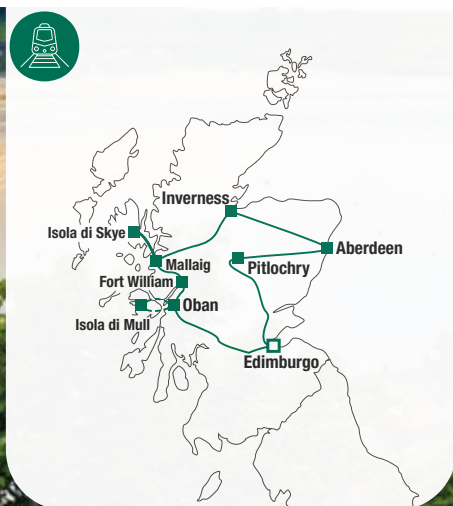 Inverness
Isola di Skye
Aberdeen
Mallaig
Pitlochry
Fort William
Oban
Isola di Mull
Edimburgo